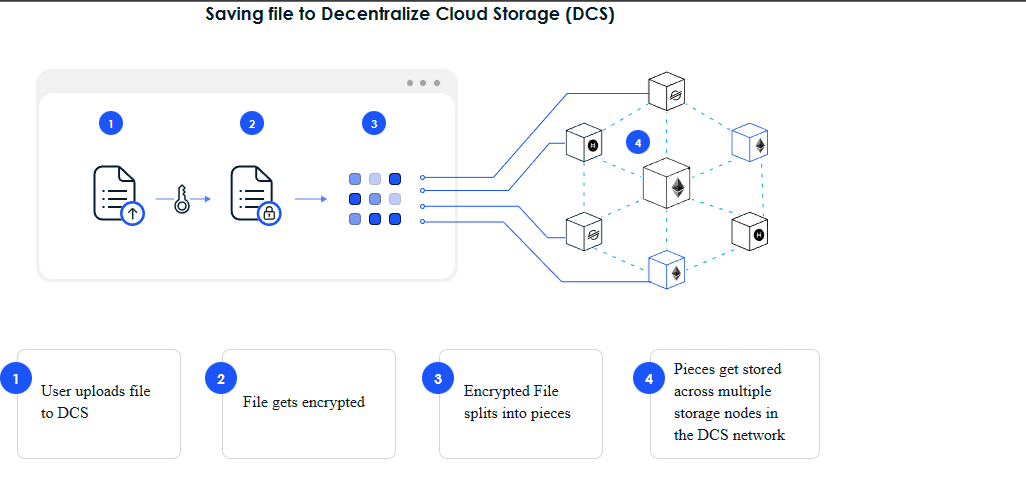 Saving file to Decentralize Cloud Storage (DCS)
1
2
3
4
H
H
1
User uploads file
to DCS
2
File gets encrypted
3
Encrypted File
splits into pieces
4
Pieces get stored
across multiple
storage nodes in
the DCS network